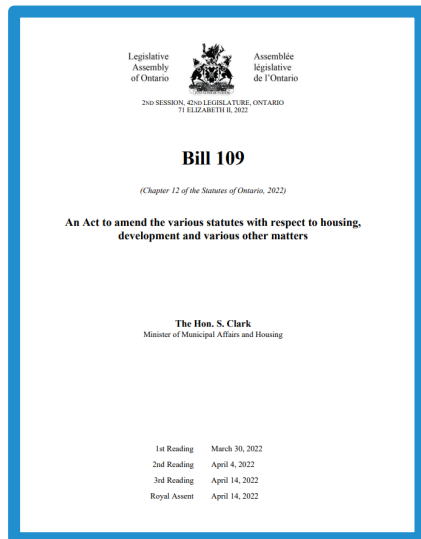 Legislative
Assembly
of Ontario
Assemblée
législative
de l'Ontario
2ND SESSION, 42ND LEGISLATURE, ONTARIO
71 ELIZABETH II, 2022
Bill 109
(Chapter 12 of the Statutes of Ontario, 2022)
An Act to amend the various statutes with respect to housing,
development and various other matters
The Hon. S. Clark
Minister of Municipal Affairs and Housing
1st Reading March 30, 2022
2nd Reading April 4, 2022
3rd Reading April 14, 2022
Royal Assent April 14, 2022